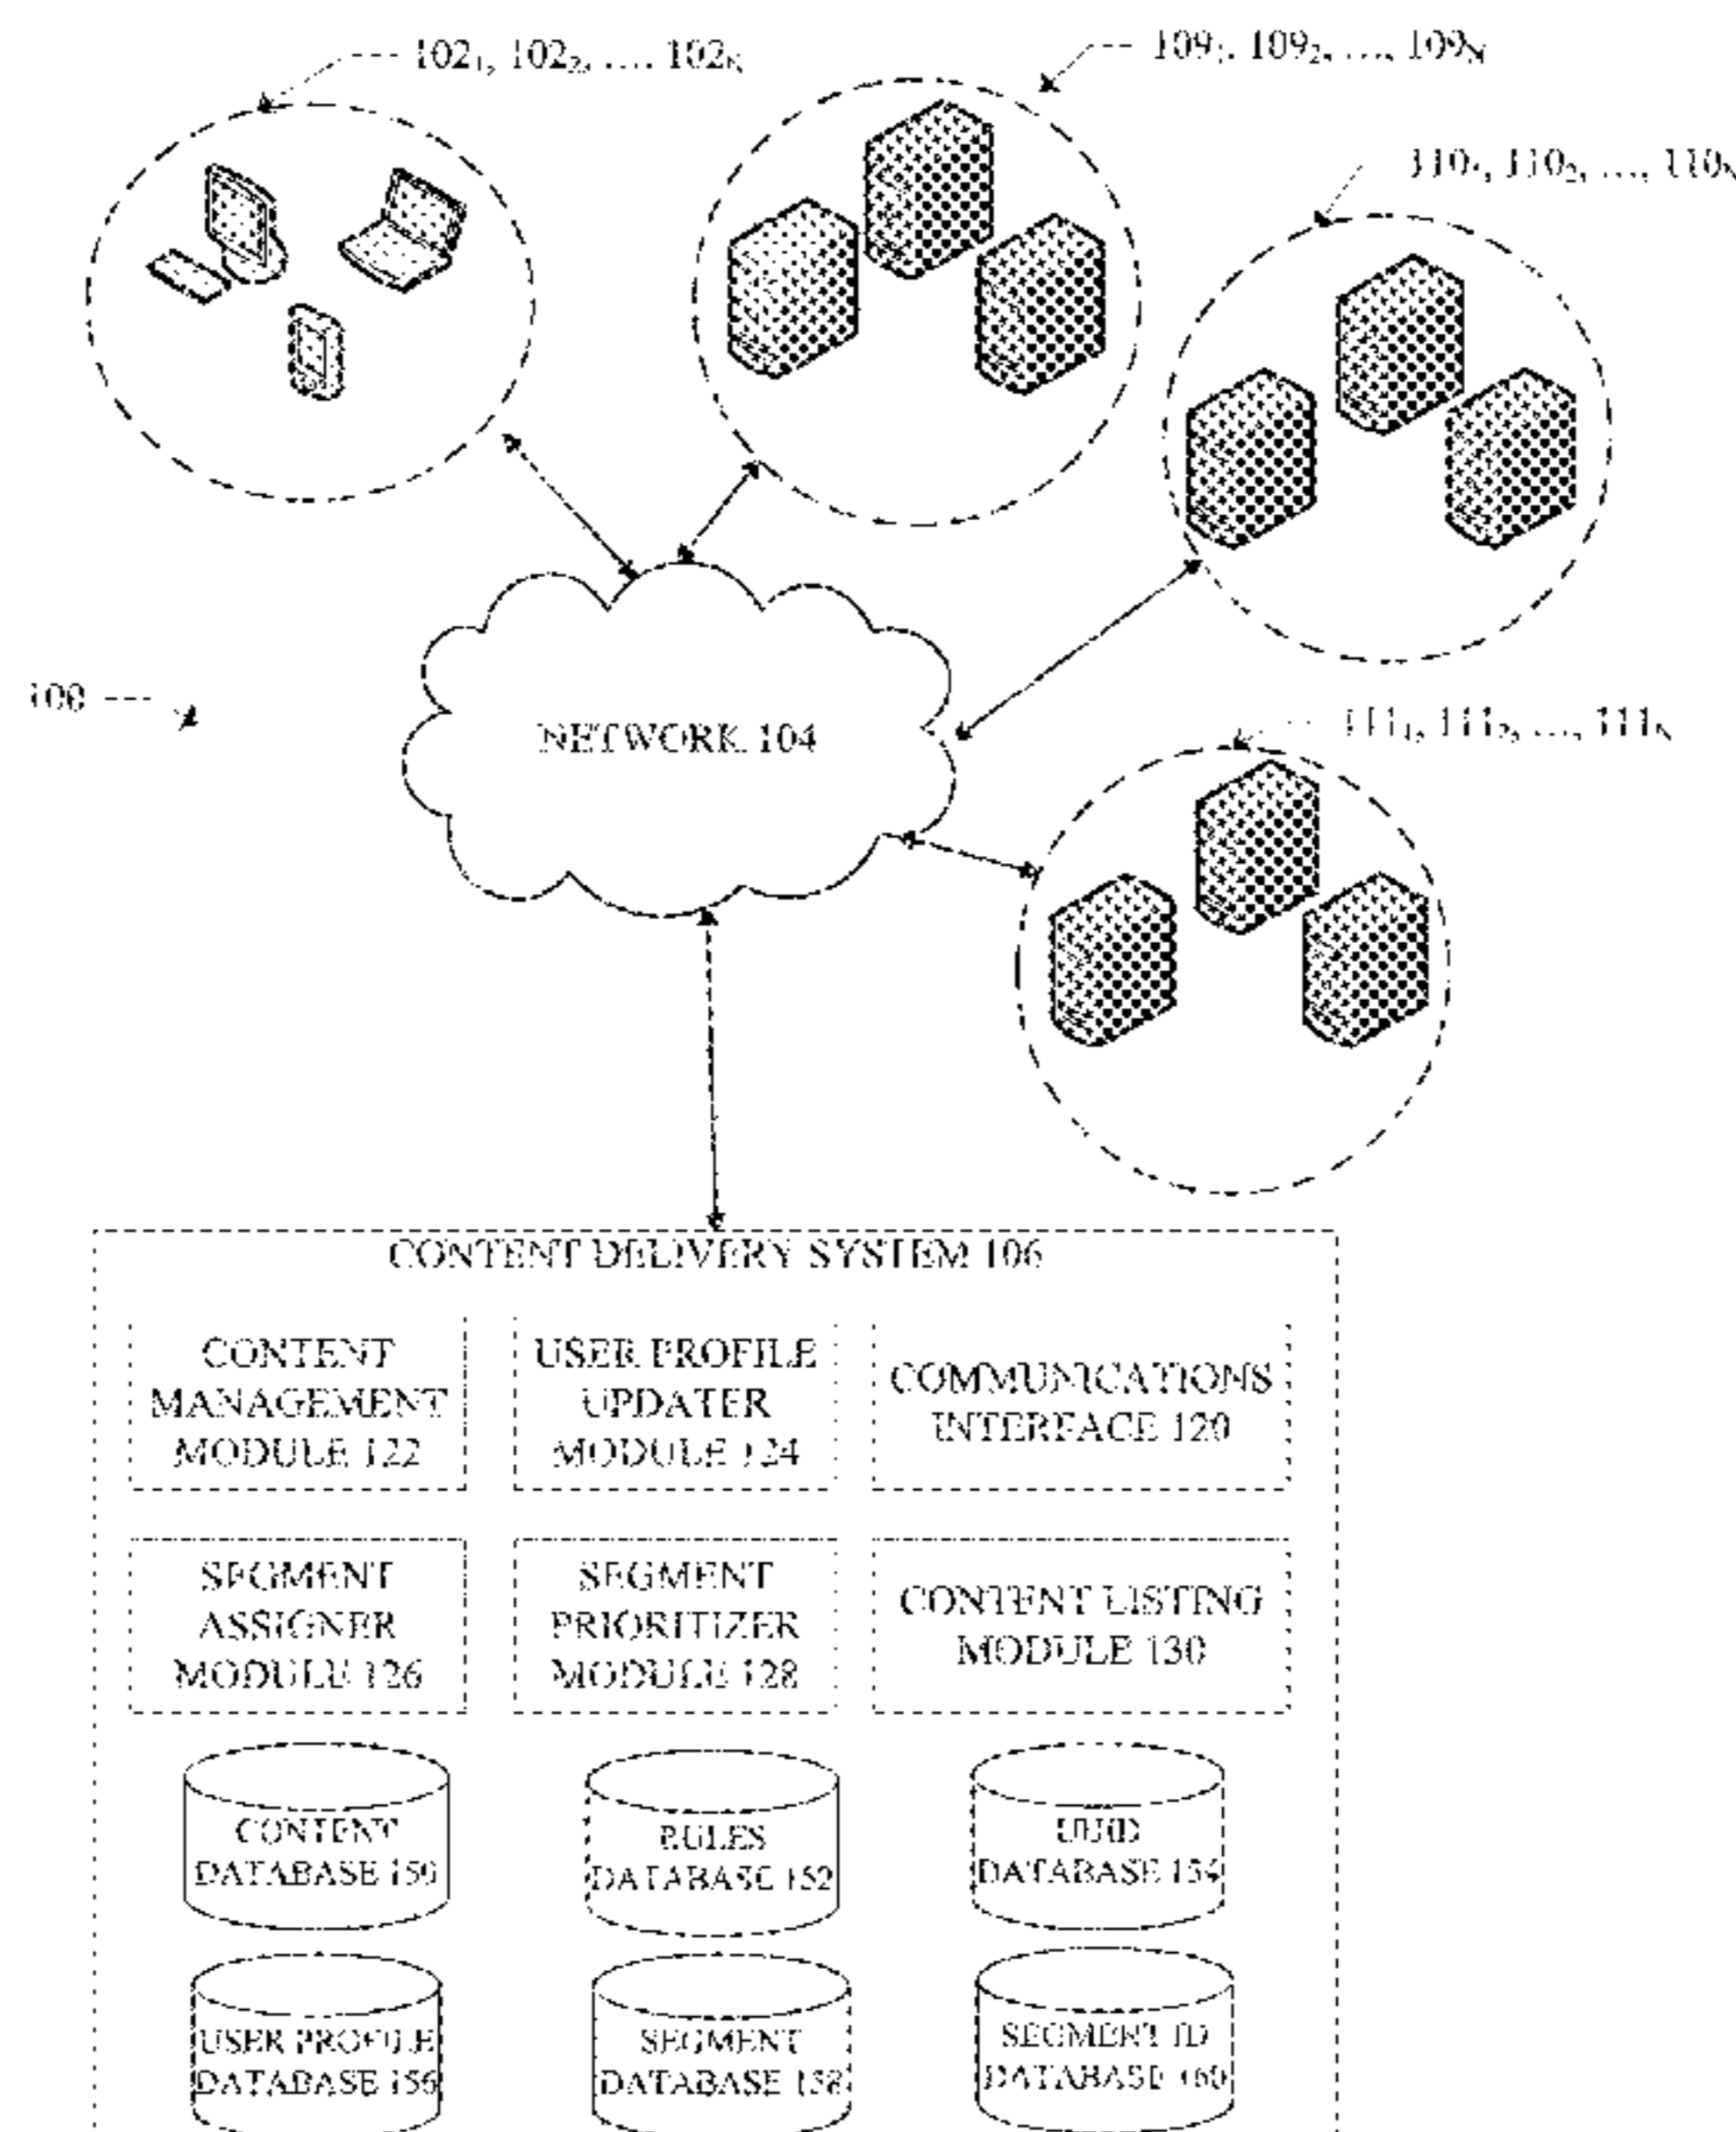 102₁, 102₂, .... 102ₙ
109₁, 109₂, ..., 109ₙ
110₁, 110₂, ..., 110ₙ
100
NETWORK 104
111₁, 111₂, ..., 111ₙ
CONTENT DELIVERY SYSTEM 106
CONTENT
MANAGEMENT
MODULE 122
USER PROFILE
UPDATER
MODULE 124
COMMUNICATIONS
INTERFACE 120
SEGMENT
ASSIGNER
MODULE 126
SEGMENT
PRIORITIZER
MODULE 128
CONTENT LISTING
MODULE 130
CONTENT
DATABASE 150
RULES
DATABASE 152
UUID
DATABASE 154
USER PROFILE
DATABASE 156
SEGMENT
DATABASE 158
SEGMENT ID
DATABASE 160